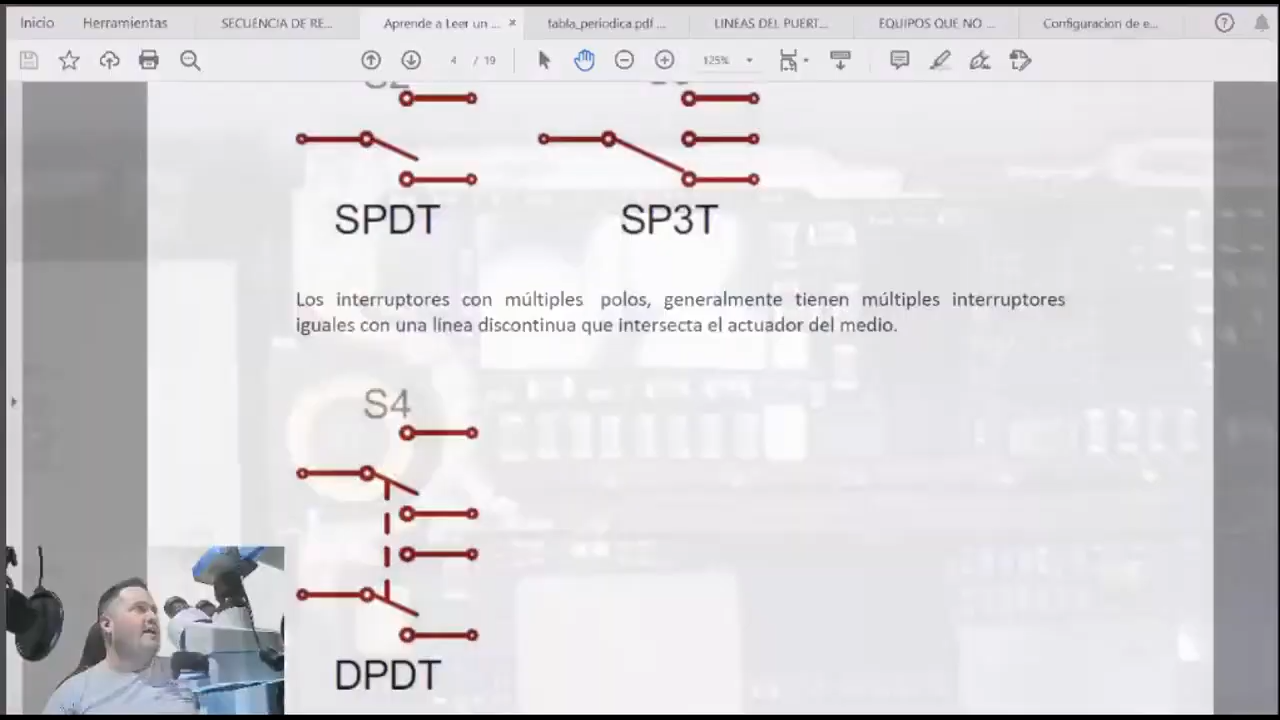 Inicio Herramientas SECUENCIA DE RE... Aprende a Leer un ... × tabla_periodica.pdf ... LINEAS DEL PUERT... EQUIPOS QUE NO ... Configuracion de e...
4 / 19 125%
SPDT SP3T
Los interruptores con múltiples polos, generalmente tienen múltiples interruptores
iguales con una línea discontinua que intersecta el actuador del medio.
S4
DPDT